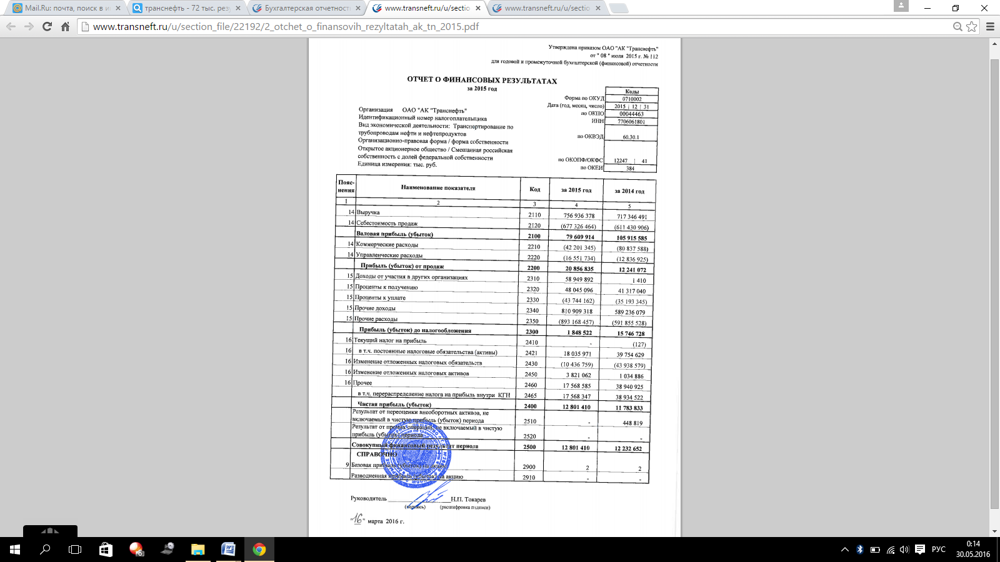 Mail.Ru: почта, поиск в и
транснефть - 72 тыс. рез
Бухгалтерская отчетност
www.transneft.ru/u/sectio
www.transneft.ru/u/sectio
www.transneft.ru/u/section_file/22192/2_otchet_o_finansovih_rezyltatah_ak_tn_2015.pdf
Утверждена приказом ОАО "АК "Транснефть"
от " 08 " июля 2015 г. № 112
для годовой и промежуточной бухгалтерской (финансовой) отчетности
ОТЧЕТ О ФИНАНСОВЫХ РЕЗУЛЬТАТАХ
за 2015 год
Коды
Форма по ОКУД 0710002
Дата (год, месяц, число) 2015 | 12 | 31
Организация ОАО "АК "Транснефть" по ОКПО 00044463
Идентификационный номер налогоплательщика ИНН 7706061801
Вид экономической деятельности: Транспортирование по
трубопроводам нефти и нефтепродуктов по ОКВЭД 60.30.1
Организационно-правовая форма / форма собственности
Открытое акционерное общество / Смешанная российская
собственность с долей федеральной собственности по ОКОПФ/ОКФС 12247 | 41
Единица измерения: тыс. руб. по ОКЕИ 384
Пояс-
нения Наименование показателя Код за 2015 год за 2014 год
1 2 3 4 5
14 Выручка 2110 756 936 378 717 346 491
14 Себестоимость продаж 2120 (677 326 464) (611 430 906)
Валовая прибыль (убыток) 2100 79 609 914 105 915 585
14 Коммерческие расходы 2210 (42 201 345) (80 837 588)
14 Управленческие расходы 2220 (16 551 734) (12 836 925)
Прибыль (убыток) от продаж 2200 20 856 835 12 241 072
15 Доходы от участия в других организациях 2310 58 949 892 1 410
15 Проценты к получению 2320 48 045 096 41 317 040
15 Проценты к уплате 2330 (43 744 162) (35 193 345)
15 Прочие доходы 2340 810 909 318 589 236 079
15 Прочие расходы 2350 (893 168 457) (591 855 528)
Прибыль (убыток) до налогообложения 2300 1 848 522 15 746 728
16 Текущий налог на прибыль 2410 - (127)
16 в т.ч. постоянные налоговые обязательства (активы) 2421 18 035 971 39 754 629
16 Изменение отложенных налоговых обязательств 2430 (10 436 759) (43 938 579)
16 Изменение отложенных налоговых активов 2450 3 821 062 1 034 886
16 Прочее 2460 17 568 585 38 940 925
в т.ч. перераспределение налога на прибыль внутри КГН 2465 17 568 347 38 934 522
Чистая прибыль (убыток) 2400 12 801 410 11 783 833
Результат от переоценки внеоборотных активов, не
включаемый в чистую прибыль (убыток) периода 2510 - 448 819
Результат от прочих операций, не включаемый в чистую
прибыль (убыток) периода 2520 - -
Совокупный финансовый результат периода 2500 12 801 410 12 232 652
СПРАВОЧНО
9 Базовая прибыль (убыток) на акцию 2900 2 2
Разводненная прибыль (убыток) на акцию 2910 - -
Руководитель Н.П. Токарев
(подпись) (расшифровка подписи)
"16" марта 2016 г.
РУС
0:14
30.05.2016